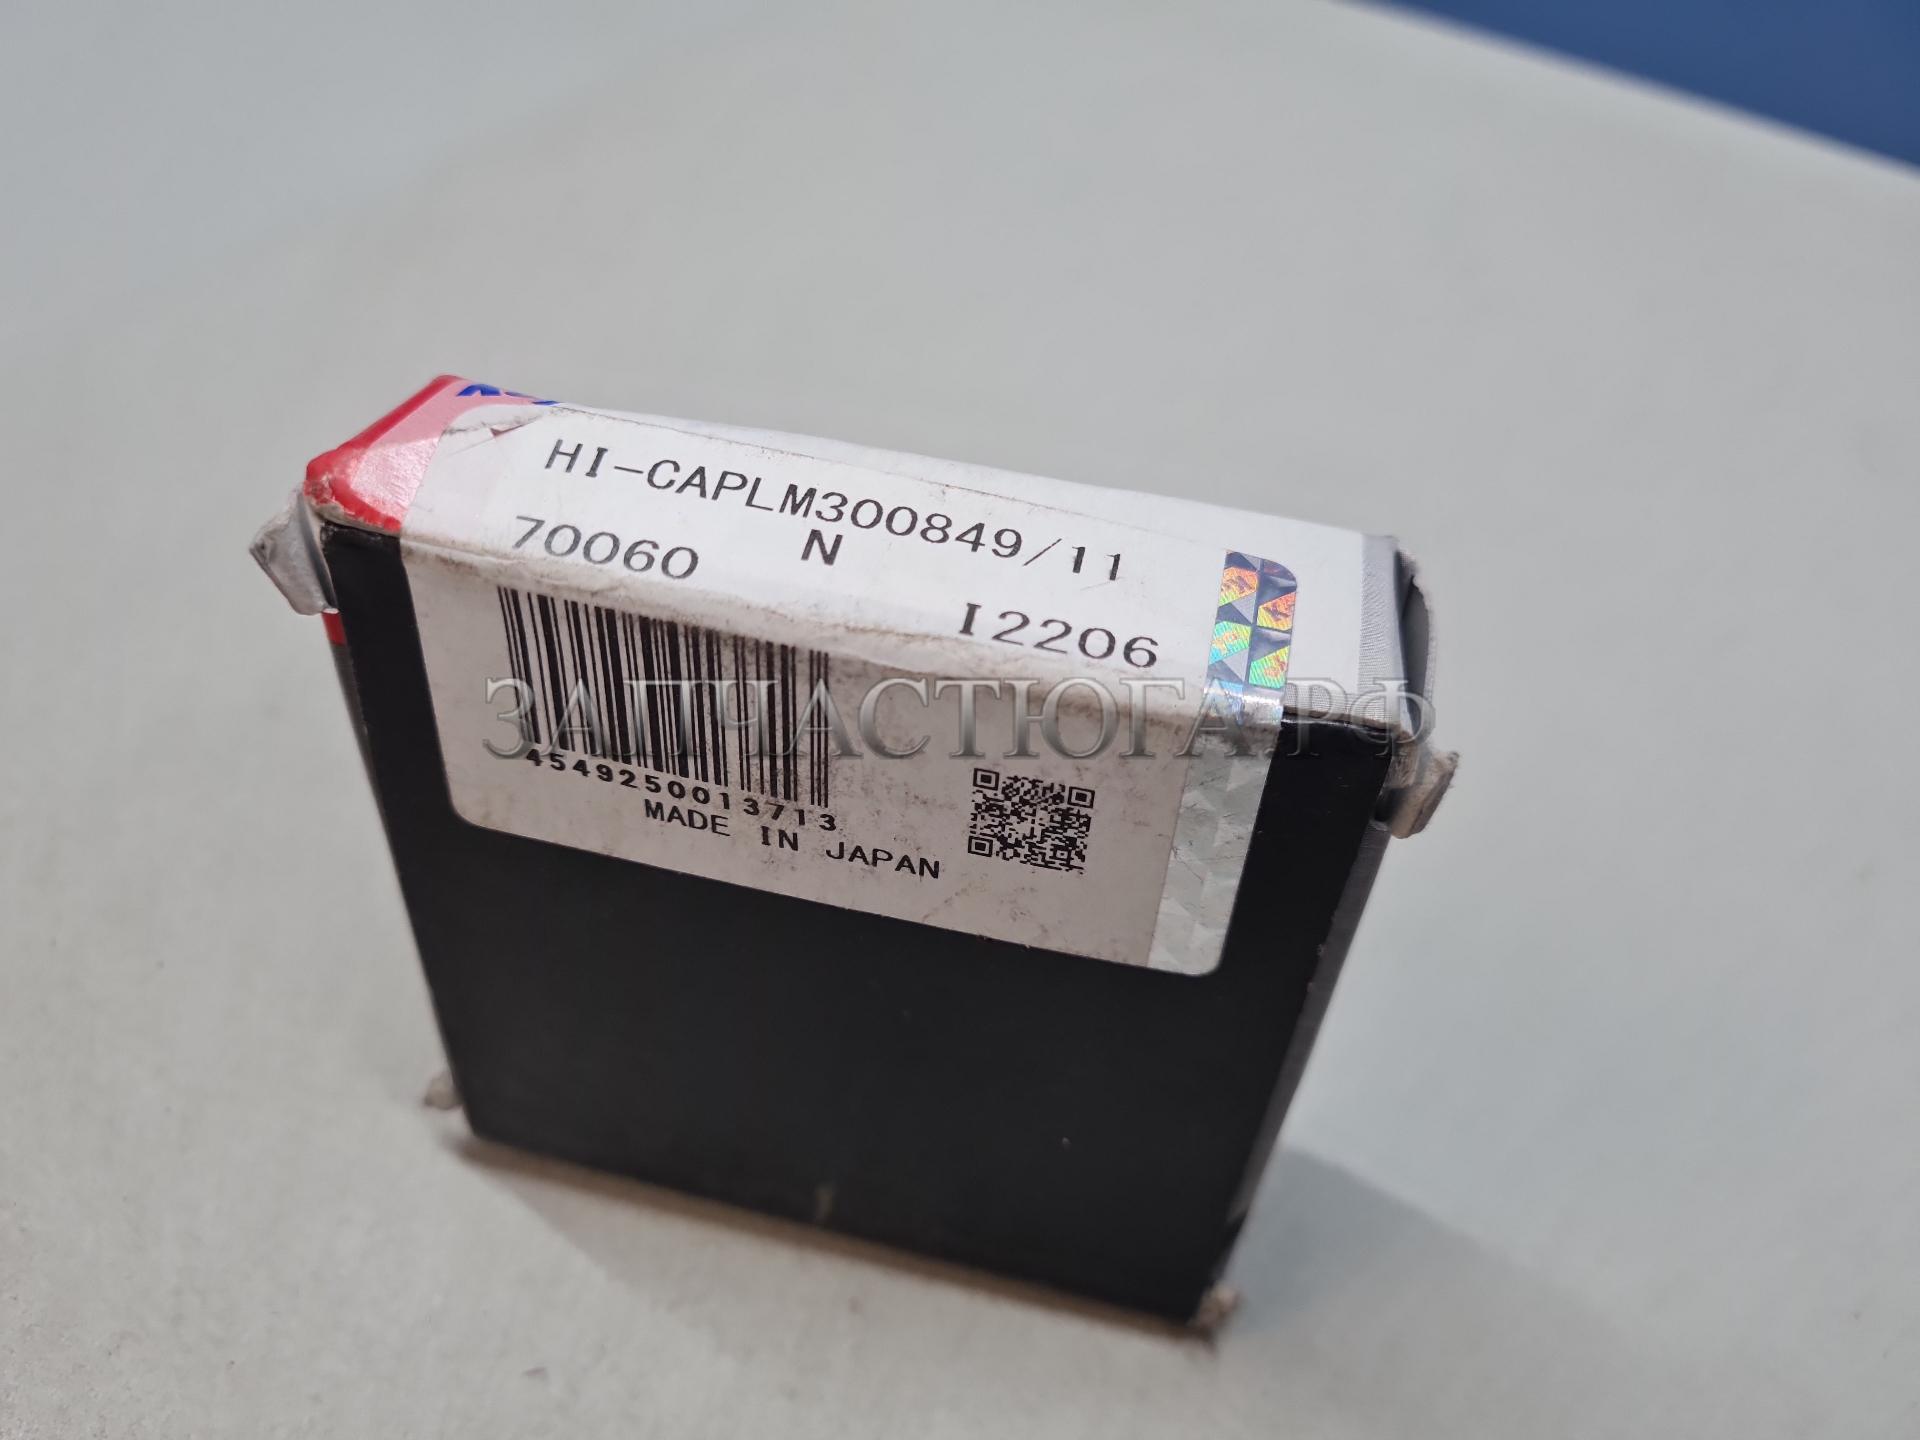 HI-CAPLM300849/11
70060 N I2206
4549250013713
MADE IN JAPAN
ЗАПЧАСТЮГА.РФ